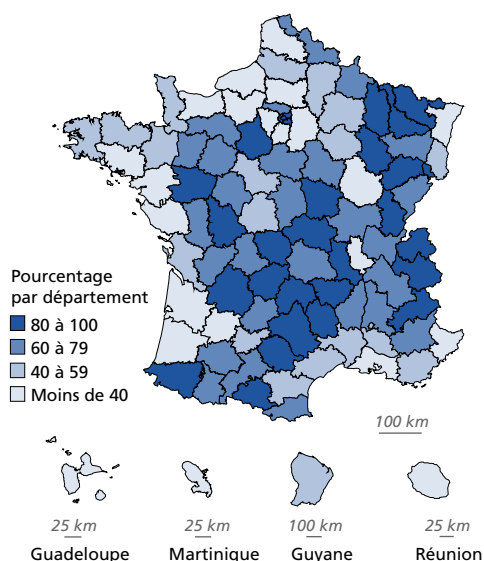 Pourcentage
par département
80 à 100
60 à 79
40 à 59
Moins de 40
100 km
25 km
25 km
100 km
25 km
Guadeloupe
Martinique
Guyane
Réunion